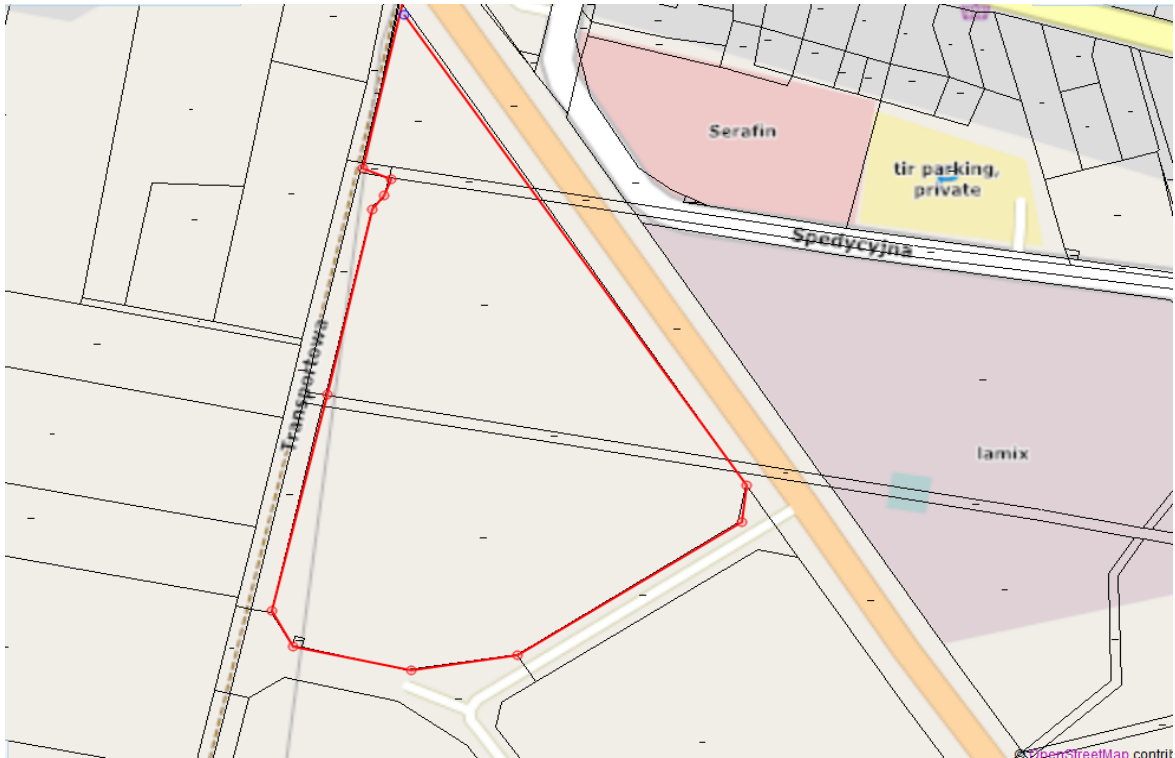 Serafin
tir parking,
private
Spedycyjna
Transportowa
lamix
© OpenStreetMap contrib